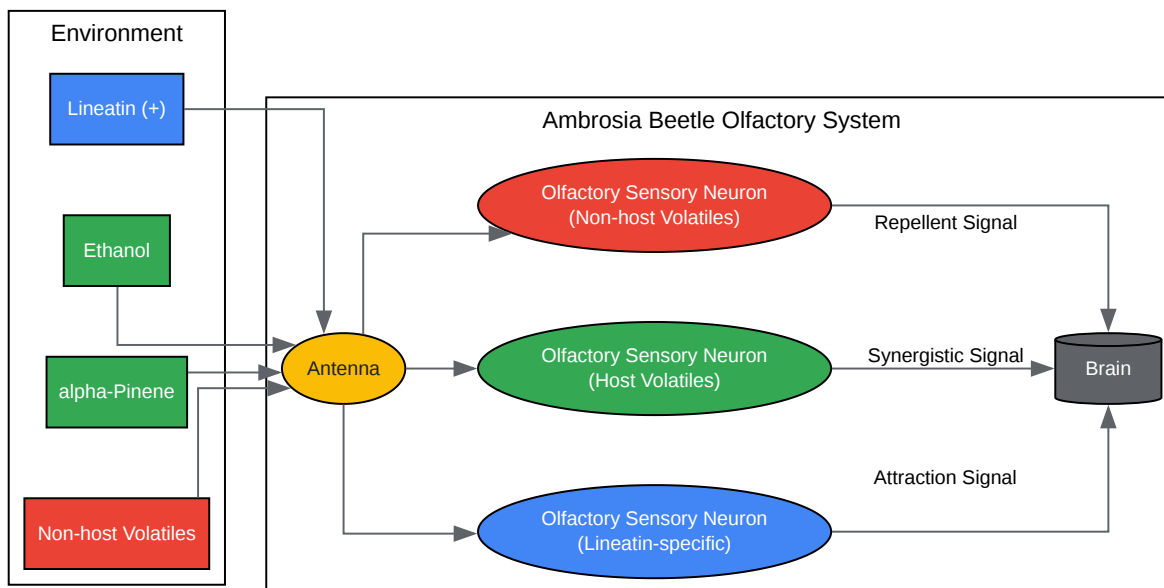 Environment
Lineatin (+)
Ethanol
alpha-Pinene
Non-host Volatiles
Ambrosia Beetle Olfactory System
Antenna
Olfactory Sensory Neuron
(Non-host Volatiles)
Olfactory Sensory Neuron
(Host Volatiles)
Olfactory Sensory Neuron
(Lineatin-specific)
Repellent Signal
Synergistic Signal
Attraction Signal
Brain